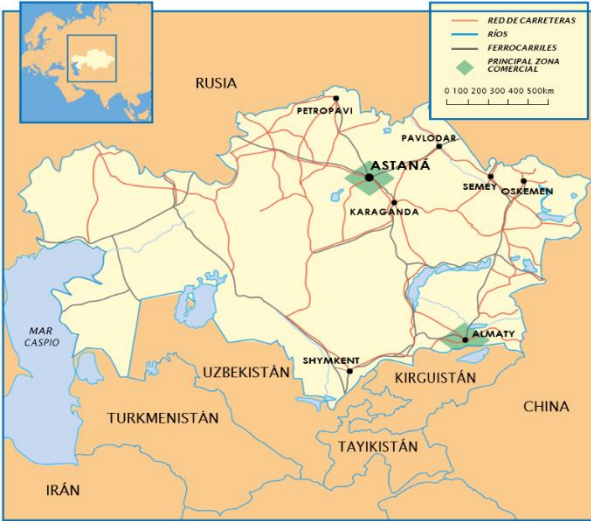 RED DE CARRETERAS
RÍOS
FERROCARRILES
PRINCIPAL ZONA
COMERCIAL
0 100 200 300 400 500km
RUSIA
PETROPAVI
PAVLODAR
ASTANÁ
SEMEY
OSKEMEN
KARAGANDA
MAR
CASPIO
ALMATY
SHYMKENT
UZBEKISTÁN
KIRGUISTÁN
CHINA
TURKMENISTÁN
TAYIKISTÁN
IRÁN